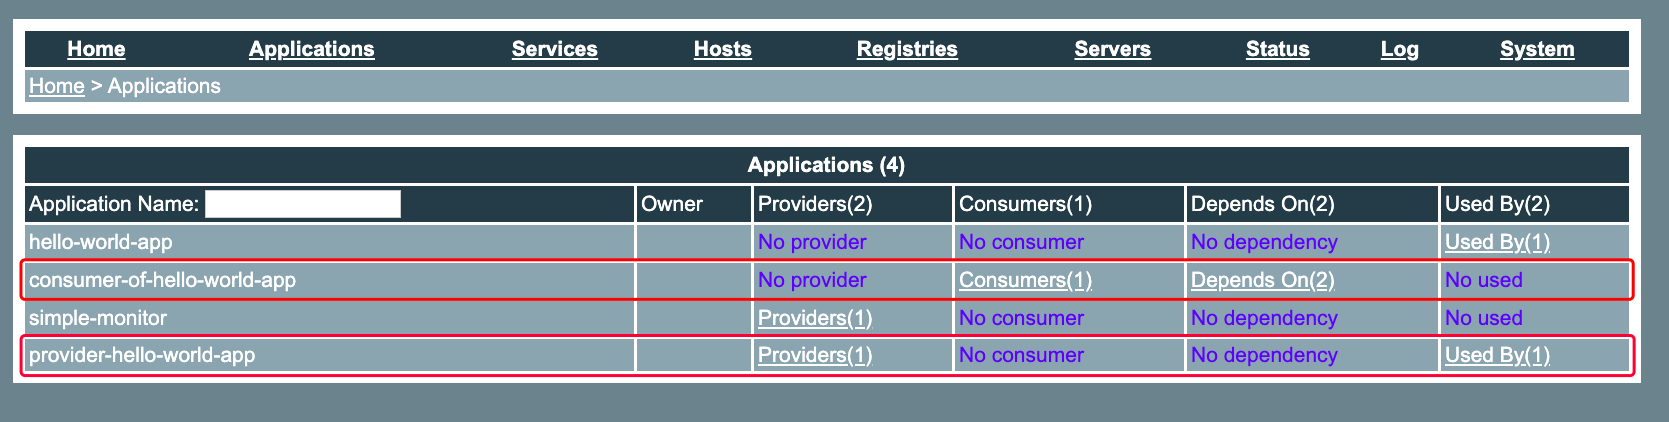 Home Applications Services Hosts Registries Servers Status Log System
Home > Applications
Applications (4)
Application Name: Owner Providers(2) Consumers(1) Depends On(2) Used By(2)
hello-world-app No provider No consumer No dependency Used By(1)
consumer-of-hello-world-app No provider Consumers(1) Depends On(2) No used
simple-monitor Providers(1) No consumer No dependency No used
provider-hello-world-app Providers(1) No consumer No dependency Used By(1)